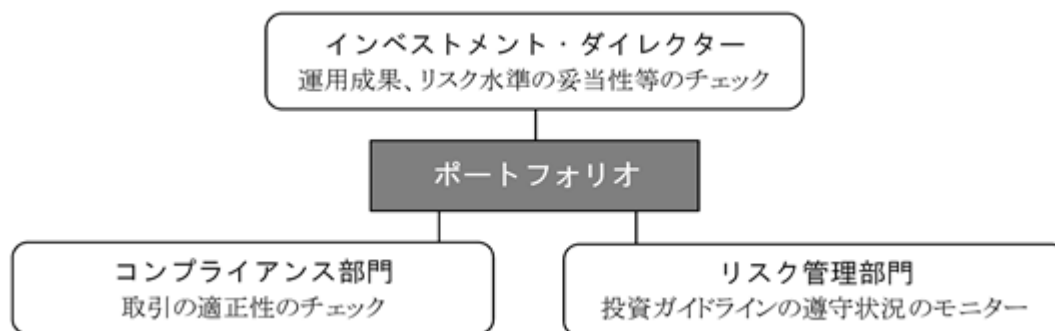 インベストメント・ダイレクター
運用成果、リスク水準の妥当性等のチェック
ポートフォリオ
コンプライアンス部門
取引の適正性のチェック
リスク管理部門
投資ガイドラインの遵守状況のモニター